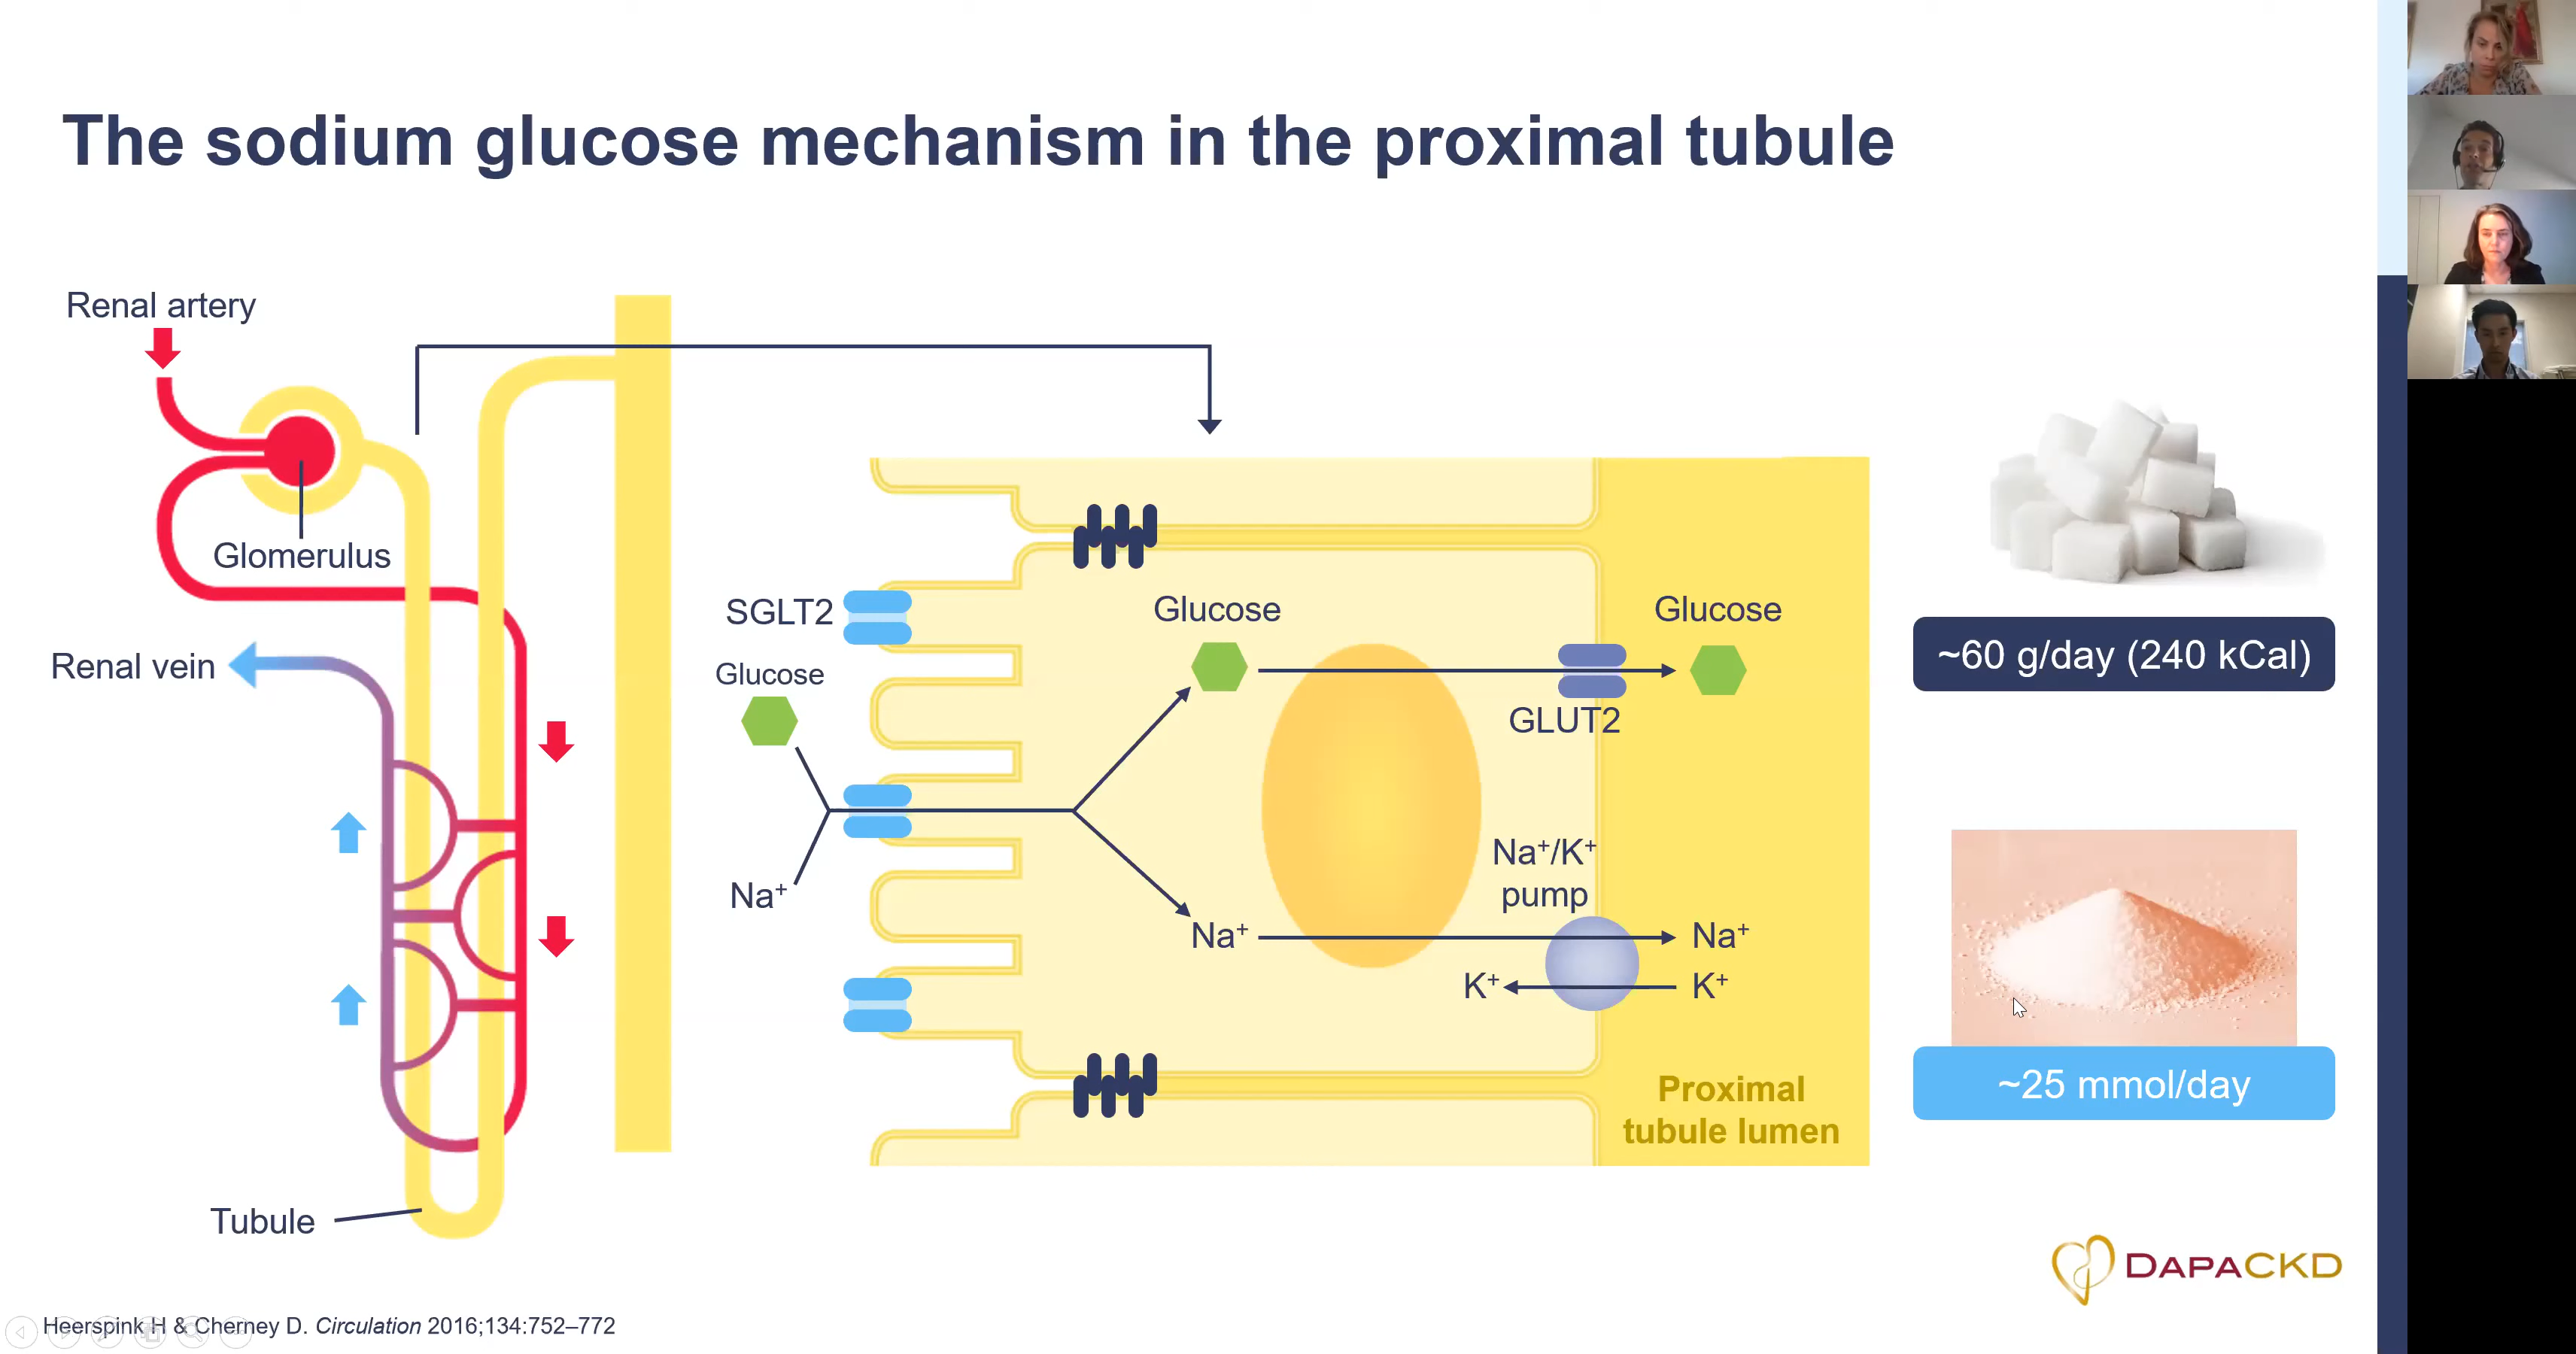 The sodium glucose mechanism in the proximal tubule
Renal artery
Glomerulus
Renal vein
Tubule
SGLT2
Glucose
Na⁺
Glucose
Glucose
GLUT2
Na⁺/K⁺
pump
Na⁺
Na⁺
K⁺
K⁺
Proximal
tubule lumen
~60 g/day (240 kCal)
~25 mmol/day
DAPACKD
Heerspink H & Cherney D. Circulation 2016;134:752–772